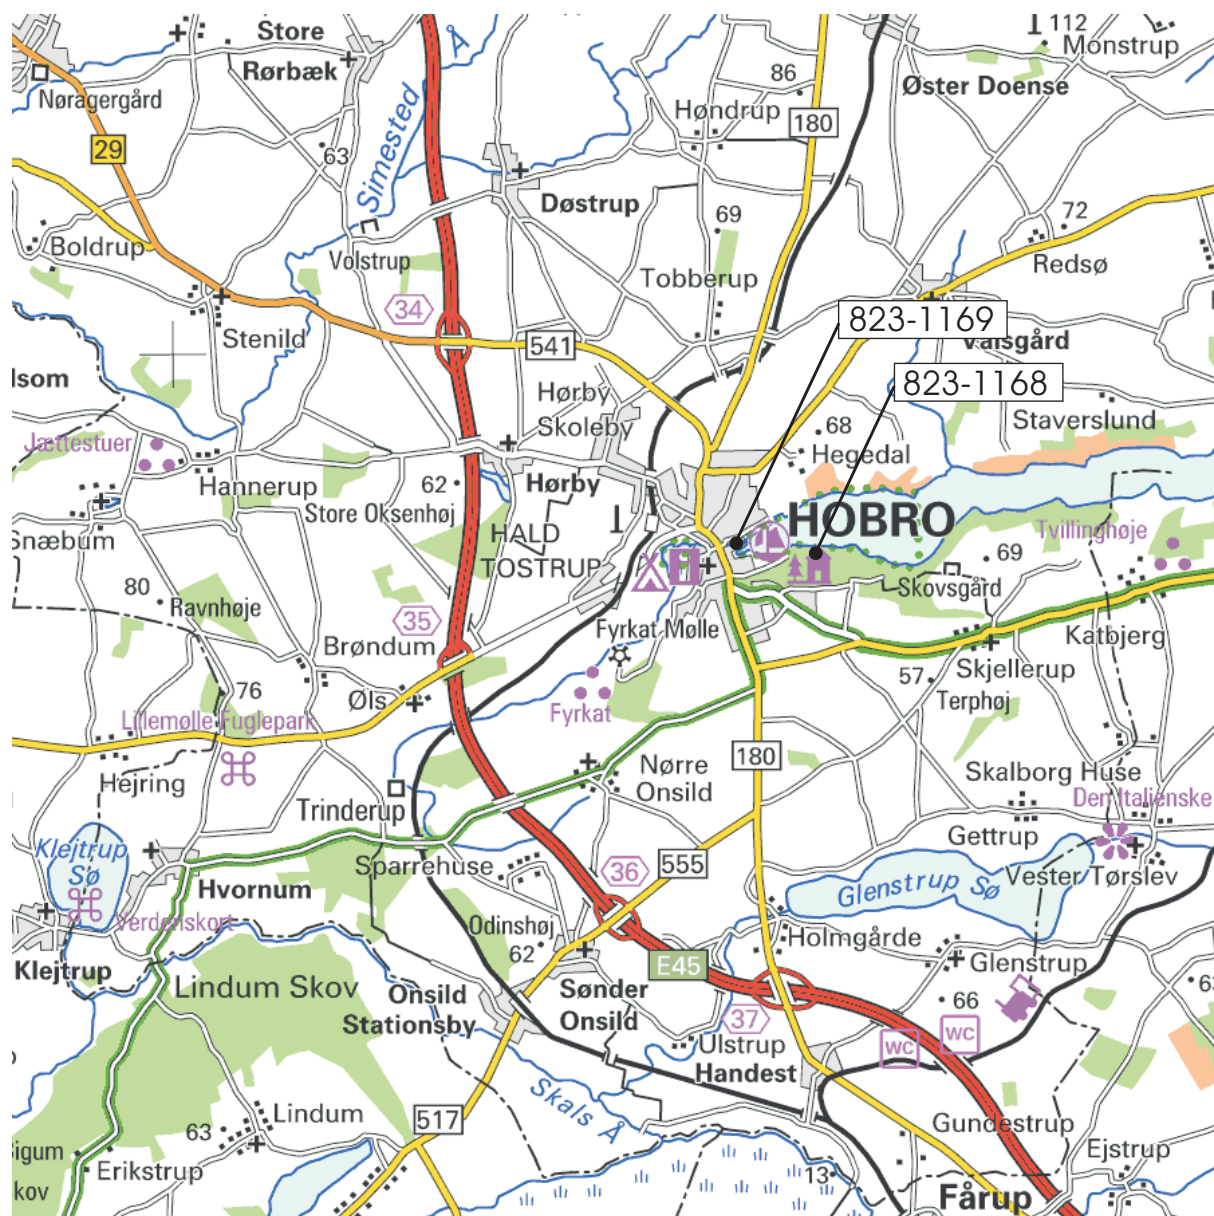 Store
Rørbæk
Nøragergård
29
63
Simested
Å
112
Monstrup
86
Øster Doense
Høndrup
180
Døstrup
Boldrup
Volstrup
69
72
Redsø
Tobberup
34
Stenild
541
823-1169
Valsgård
823-1168
lsom
Hørby
Skoleby
68
Hegedal
Staverslund
Jættestuer
Hannerup
62
Hørby
Store Oksenhøj
HALD
TOSTRUP
HOBRO
Tvillinghøje
Snæbum
69
Skovsgård
80
Ravnhøje
35
Brøndum
Fyrkat Mølle
Katbjerg
Skjellerup
57
Terphøj
76
Øls
Fyrkat
Lillemølle Fuglepark
Hejring
180
Nørre
Onsild
Skalborg Huse
Den Italienske
Trinderup
Gettrup
Klejtrup
Sø
Sparrehuse
36
555
Vester Tørslev
Hvornum
Glenstrup Sø
Verdenskort
Odinshøj
62
Holmgårde
Klejtrup
Lindum Skov
E45
Glenstrup
Onsild
Stationsby
Sønder
Onsild
66
63
37
Ulstrup
WC
WC
Handest
Skals Å
517
Lindum
63
Gundestrup
Ejstrup
igum
kov
Erikstrup
13
Fårup